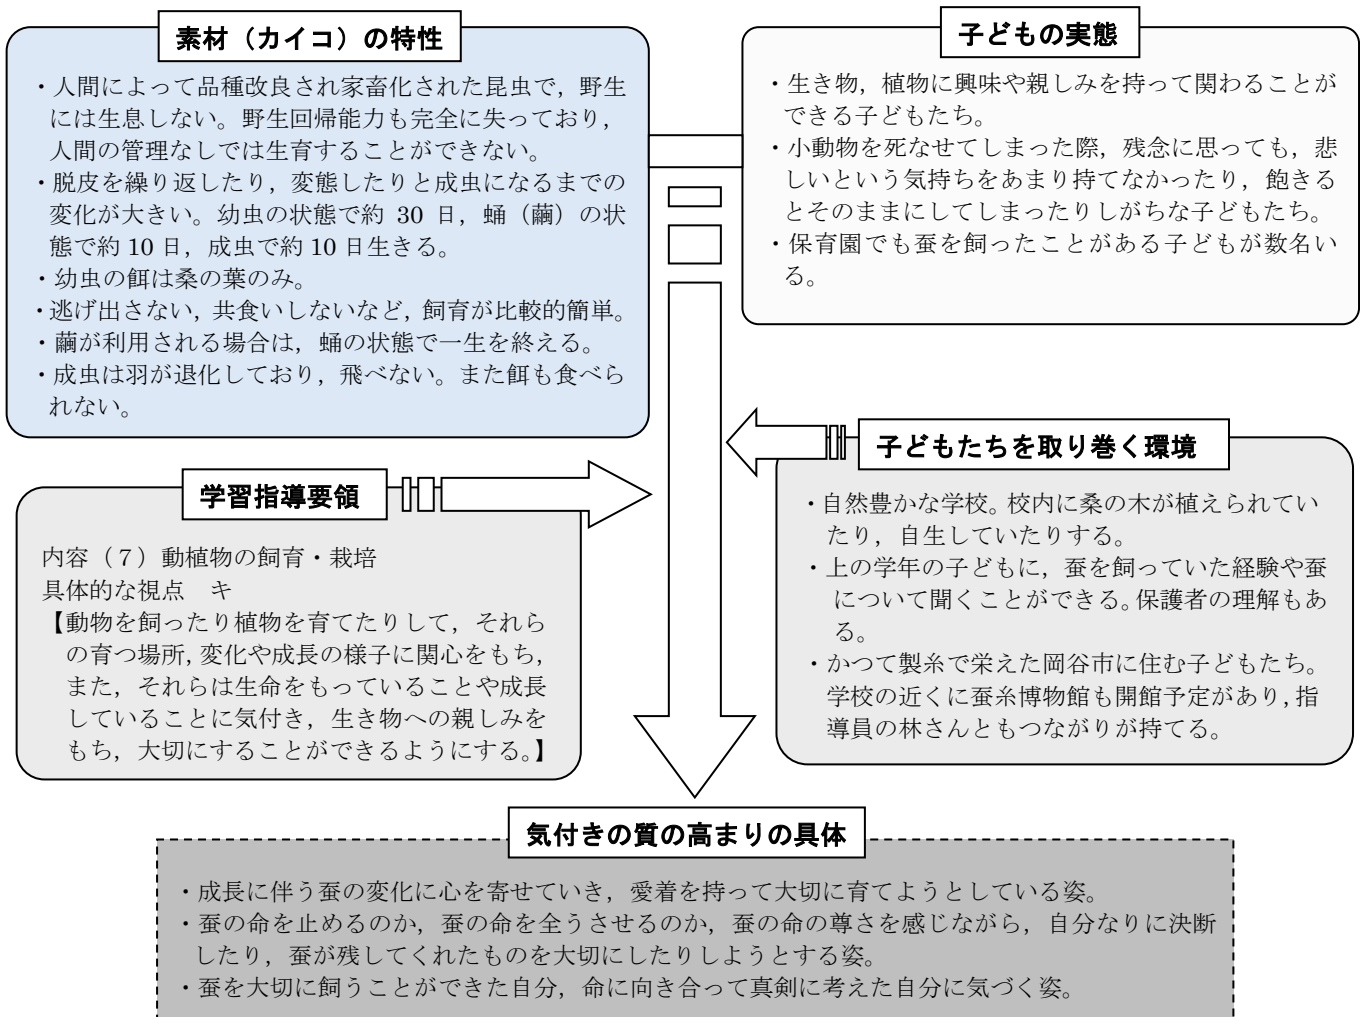 素材（カイコ）の特性
・人間によって品種改良され家畜化された昆虫で，野生
には生息しない。野生回帰能力も完全に失っており，
人間の管理なしでは生育することができない。
・脱皮を繰り返したり，変態したりと成虫になるまでの
変化が大きい。幼虫の状態で約 30 日，蛹（繭）の状
態で約 10 日，成虫で約 10 日生きる。
・幼虫の餌は桑の葉のみ。
・逃げ出さない，共食いしないなど，飼育が比較的簡単。
・繭が利用される場合は，蛹の状態で一生を終える。
・成虫は羽が退化しており，飛べない。また餌も食べら
れない。
子どもの実態
・生き物，植物に興味や親しみを持って関わることが
できる子どもたち。
・小動物を死なせてしまった際，残念に思っても，悲
しいという気持ちをあまり持てなかったり，飽きる
とそのままにしてしまったりしがちな子どもたち。
・保育園でも蚕を飼ったことがある子どもが数名い
る。
学習指導要領
内容（７）動植物の飼育・栽培
具体的な視点　キ
【動物を飼ったり植物を育てたりして，それら
の育つ場所，変化や成長の様子に関心をもち，
また，それらは生命をもっていることや成長
していることに気付き，生き物への親しみを
もち，大切にすることができるようにする。】
子どもたちを取り巻く環境
・自然豊かな学校。校内に桑の木が植えられてい
たり，自生していたりする。
・上の学年の子どもに，蚕を飼っていた経験や蚕
について聞くことができる。保護者の理解もあ
る。
・かつて製糸で栄えた岡谷市に住む子どもたち。
学校の近くに蚕糸博物館も開館予定があり，指
導員の林さんともつながりが持てる。
気付きの質の高まりの具体
・成長に伴う蚕の変化に心を寄せていき，愛着を持って大切に育てようとしている姿。
・蚕の命を止めるのか，蚕の命を全うさせるのか，蚕の命の尊さを感じながら，自分なりに決断
したり，蚕が残してくれたものを大切にしたりしようとする姿。
・蚕を大切に飼うことができた自分，命に向き合って真剣に考えた自分に気づく姿。